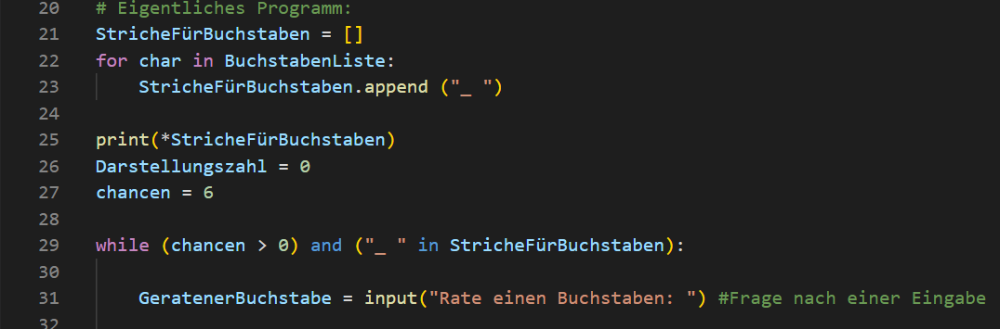 20 # Eigentliches Programm:
21 StricheFürBuchstaben = []
22 for char in BuchstabenListe:
23 StricheFürBuchstaben.append ("_ ")
24
25 print(*StricheFürBuchstaben)
26 Darstellungszahl = 0
27 chancen = 6
28
29 while (chancen > 0) and ("_ " in StricheFürBuchstaben):
30
31 GeratenerBuchstabe = input("Rate einen Buchstaben: ") #Frage nach einer Eingabe
32